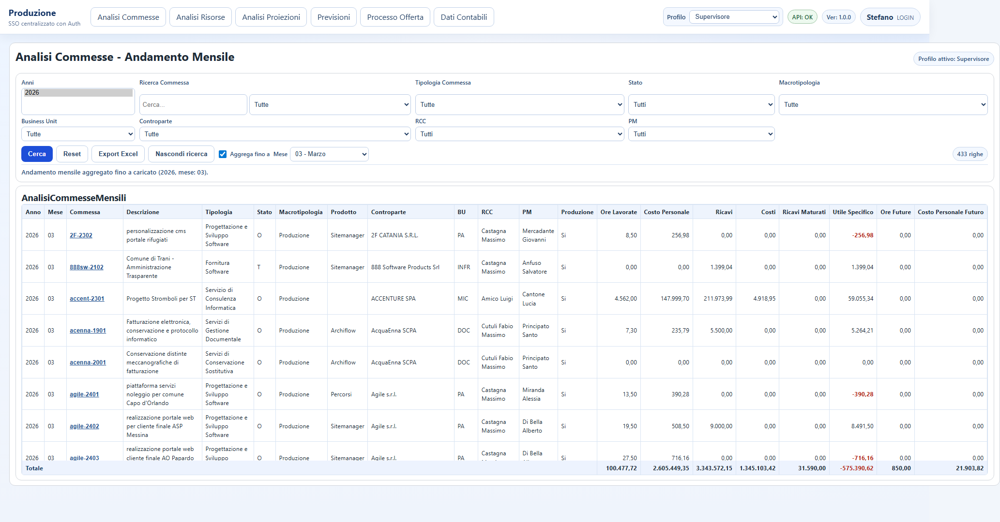 Produzione
SSO centralizzato con Auth
Analisi Commesse
Analisi Risorse
Analisi Proiezioni
Previsioni
Processo Offerta
Dati Contabili
Profilo Supervisore
API: OK
Ver: 1.0.0
Stefano LOGIN
Analisi Commesse - Andamento Mensile
Profilo attivo: Supervisore
Anni Ricerca Commessa Tipologia Commessa Stato Macrotipologia
2026
Cerca... Tutte Tutte Tutti Tutte
Business Unit Controparte RCC PM
Tutte Tutte Tutti Tutti
Cerca Reset Export Excel Nascondi ricerca Aggrega fino a Mese 03 - Marzo 433 righe
Andamento mensile aggregato fino a caricato (2026, mese: 03).
AnalisiCommesseMensili
Anno Mese Commessa Descrizione Tipologia Stato Macrotipologia Prodotto Controparte BU RCC PM Produzione Ore Lavorate Costo Personale Ricavi Costi Ricavi Maturati Utile Specifico Ore Future Costo Personale Futuro
2026 03 2F-2302 personalizzazione cms portale rifugiati Progettazione e Sviluppo Software O Produzione Sitemanager 2F CATANIA S.R.L. PA Castagna Massimo Mercadante Giovanni Si 8,50 256,98 0,00 0,00 0,00 -256,98 0,00 0,00
2026 03 888sw-2102 Comune di Trani - Amministrazione Trasparente Fornitura Software T Produzione Sitemanager 888 Software Products Srl INFR Castagna Massimo Anfuso Salvatore Si 0,00 0,00 1.399,04 0,00 0,00 1.399,04 0,00 0,00
2026 03 accent-2301 Progetto Stromboli per ST Servizio di Consulenza Informatica O Produzione ACCENTURE SPA MIC Amico Luigi Cantone Lucia Si 4.562,00 147.999,70 211.973,99 4.918,95 0,00 59.055,34 0,00 0,00
2026 03 acenna-1901 Fatturazione elettronica, conservazione e protocollo informatico Servizi di Gestione Documentale O Produzione Archiflow AcquaEnna SCPA DOC Cutuli Fabio Massimo Principato Santo Si 7,30 235,79 5.500,00 0,00 0,00 5.264,21 0,00 0,00
2026 03 acenna-2001 Conservazione distinte meccanografiche di fatturazione Servizi di Conservazione Sostitutiva O Produzione Archiflow AcquaEnna SCPA DOC Cutuli Fabio Massimo Principato Santo Si 0,00 0,00 0,00 0,00 0,00 0,00 0,00 0,00
2026 03 agile-2401 piattaforma servizi noleggio per comune Capo d'Orlando Progettazione e Sviluppo Software O Produzione Percorsi Agile s.r.l. PA Castagna Massimo Miranda Alessia Si 13,50 390,28 0,00 0,00 0,00 -390,28 0,00 0,00
2026 03 agile-2402 realizzazione portale web per cliente finale ASP Messina Progettazione e Sviluppo Software O Produzione Sitemanager Agile s.r.l. PA Castagna Massimo Di Bella Alberto Si 19,50 508,50 9.000,00 0,00 0,00 8.491,50 0,00 0,00
2026 03 agile-2403 realizzazione portale web cliente finale AO Papardo Progettazione e Sviluppo O Produzione Sitemanager Agile s.r.l. PA Castagna Di Bella Si 27,50 716,16 0,00 0,00 0,00 -716,16 0,00 0,00
Totale 100.477,72 2.605.449,35 3.343.572,15 1.345.103,42 31.590,00 -575.390,62 850,00 21.903,82